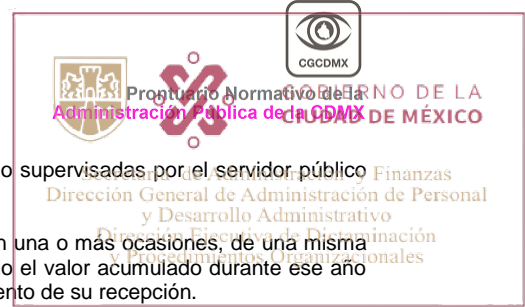 CGCDMX
Prontuario Normativo de la
GOBIERNO DE LA
Administración Pública de la CDMX
CIUDAD DE MÉXICO
o supervisadas por el servidor público
Secretaría de Administración y Finanzas
Dirección General de Administración de Personal
y Desarrollo Administrativo
n una o más ocasiones, de una misma
Dirección Ejecutiva de Dictaminación
o el valor acumulado durante ese año
y Procedimientos Organizacionales
nto de su recepción.